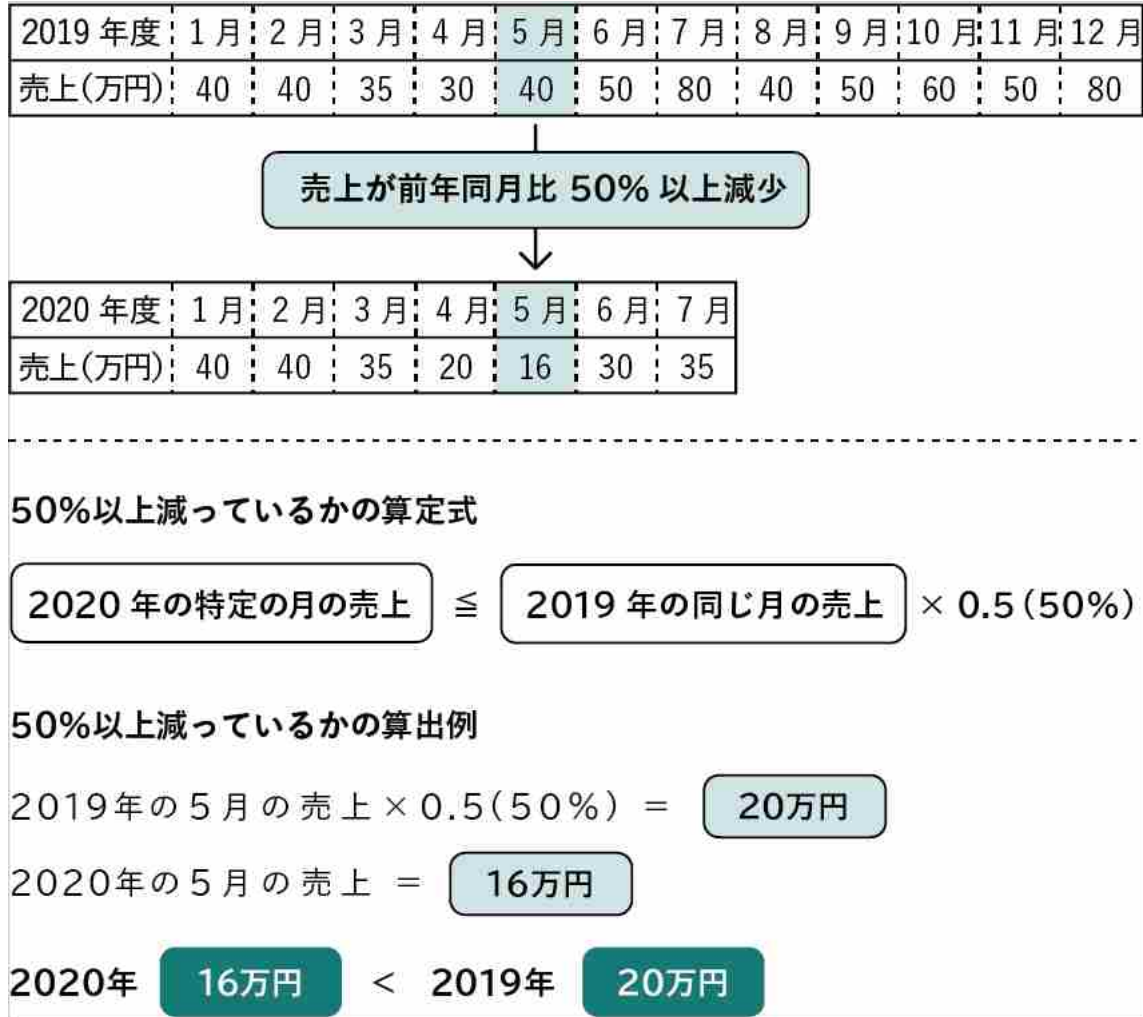 2019 年度 1 月 2 月 3 月 4 月 5 月 6 月 7 月 8 月 9 月 10 月 11 月 12 月
売上(万円) 40 40 35 30 40 50 80 40 50 60 50 80
売上が前年同月比 50% 以上減少
2020 年度 1 月 2 月 3 月 4 月 5 月 6 月 7 月
売上(万円) 40 40 35 20 16 30 35
50%以上減っているかの算定式
2020 年の特定の月の売上 ≦ 2019 年の同じ月の売上 × 0.5(50%)
50%以上減っているかの算出例
2019年の5月の売上×0.5(50%) = 20万円
2020年の5月の売上 = 16万円
2020年 16万円 < 2019年 20万円